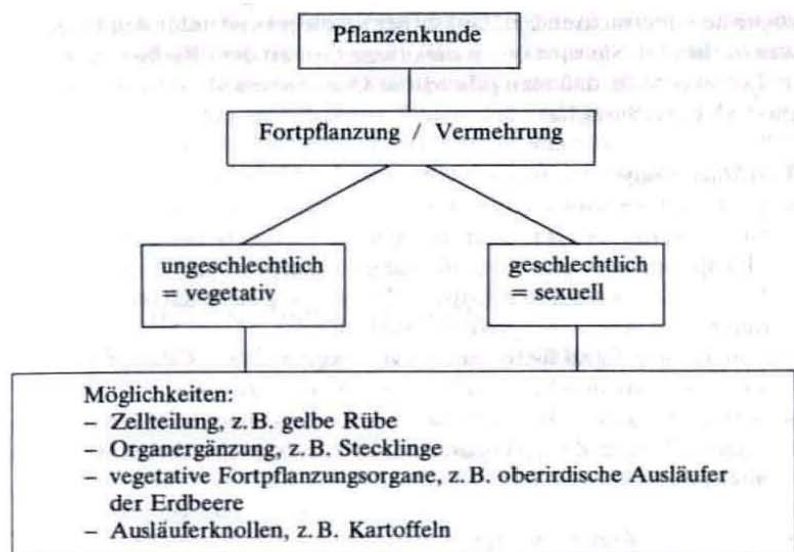 Pflanzenkunde
Fortpflanzung / Vermehrung
ungeschlechtlich
= vegetativ
geschlechtlich
= sexuell
Möglichkeiten:
– Zellteilung, z. B. gelbe Rübe
– Organergänzung, z. B. Stecklinge
– vegetative Fortpflanzungsorgane, z. B. oberirdische Ausläufer
der Erdbeere
– Ausläuferknollen, z. B. Kartoffeln